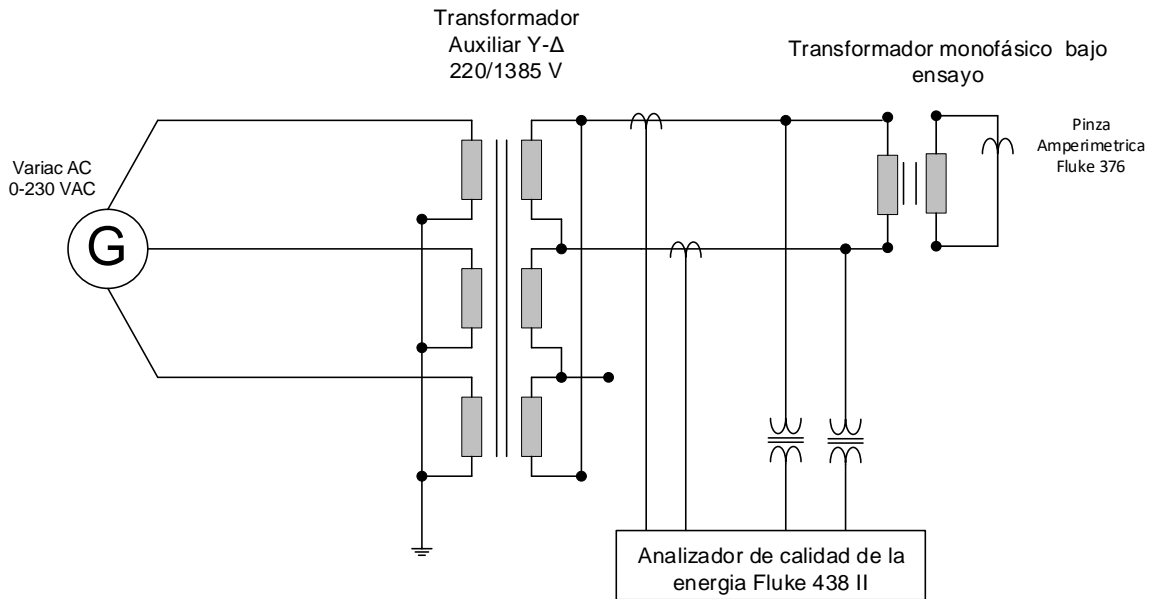 Transformador
Auxiliar Y-Δ
220/1385 V
Transformador monofásico bajo
ensayo
Pinza
Amperimetrica
Fluke 376
Variac AC
0-230 VAC
G
Analizador de calidad de la
energia Fluke 438 II